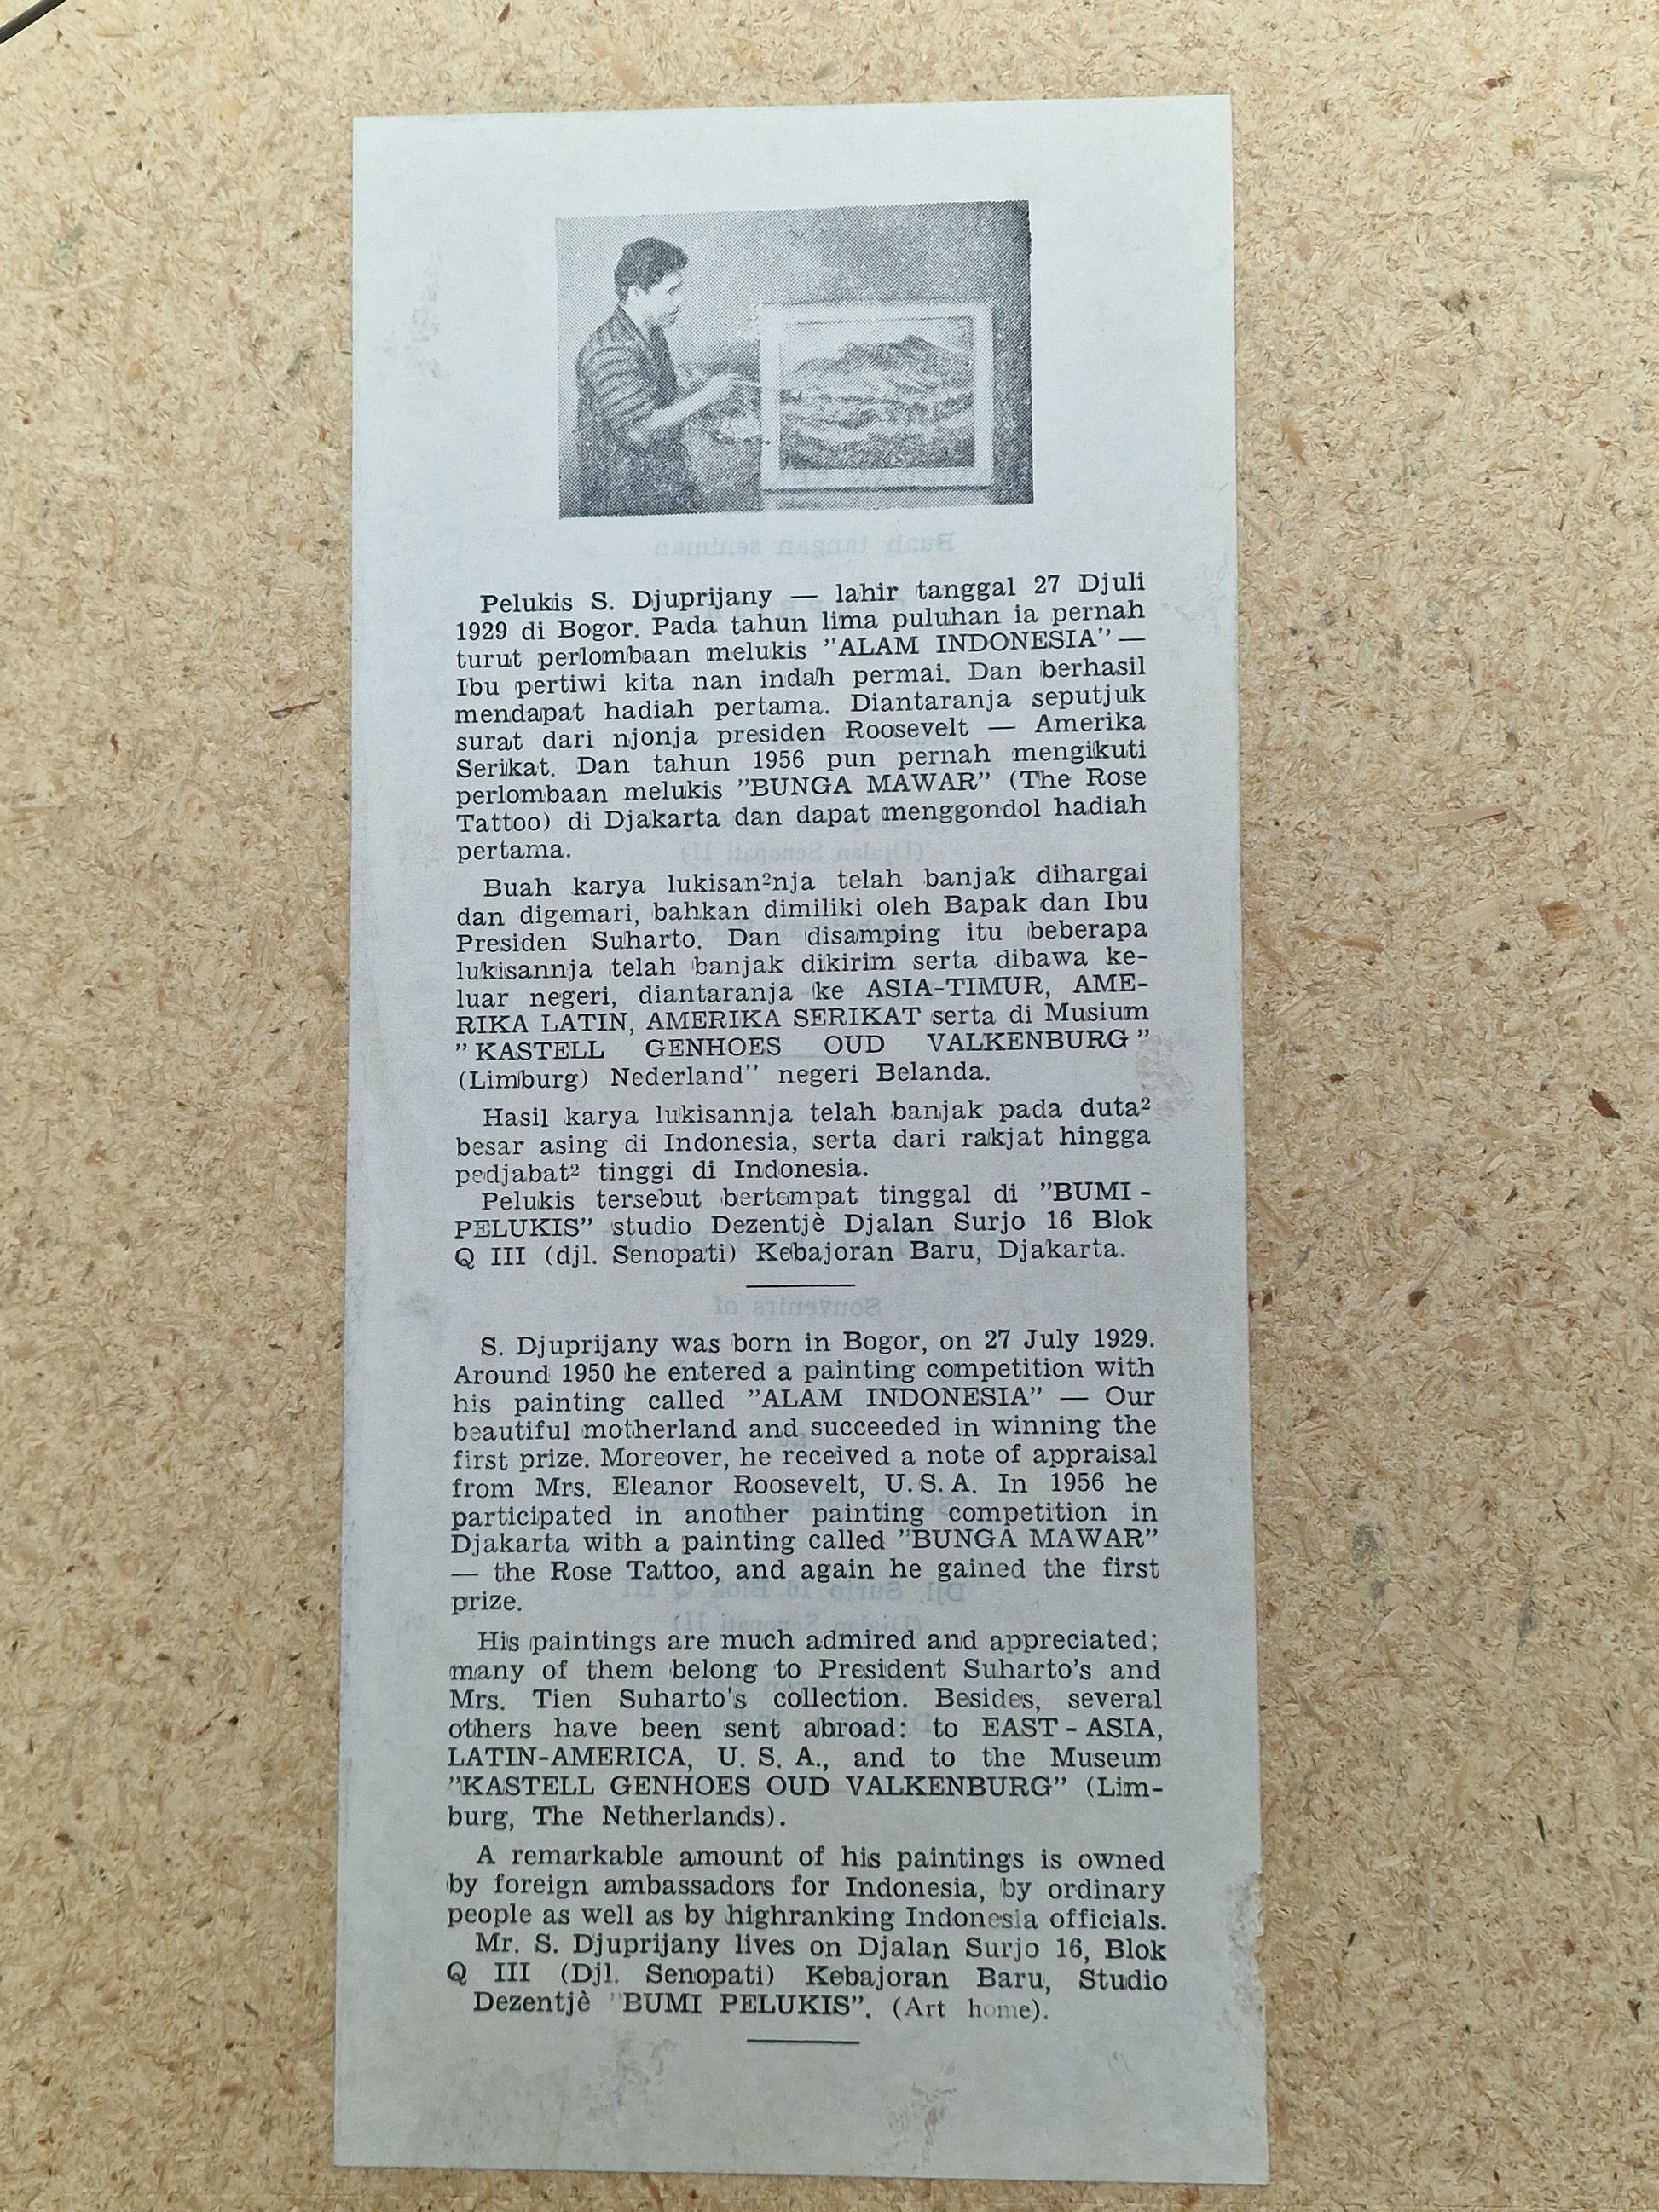 Pelukis S. Djuprijany — lahir tanggal 27 Djuli
1929 di Bogor. Pada tahun lima puluhan ia pernah
turut perlombaan melukis ”ALAM INDONESIA” —
Ibu pertiwi kita nan indah permai. Dan berhasil
mendapat hadiah pertama. Diantaranja seputjuk
surat dari njonja presiden Roosevelt — Amerika
Serikat. Dan tahun 1956 pun pernah mengikuti
perlombaan melukis ”BUNGA MAWAR” (The Rose
Tattoo) di Djakarta dan dapat menggondol hadiah
pertama.
Buah karya lukisan²nja telah banjak dihargai
dan digemari, bahkan dimiliki oleh Bapak dan Ibu
Presiden Suharto. Dan disamping itu beberapa
lukisannja telah banjak dikirim serta dibawa ke-
luar negeri, diantaranja ke ASIA-TIMUR, AME-
RIKA LATIN, AMERIKA SERIKAT serta di Musium
” KASTELL GENHOES OUD VALKENBURG ”
(Limburg) Nederland” negeri Belanda.
Hasil karya lukisannja telah banjak pada duta²
besar asing di Indonesia, serta dari rakjat hingga
pedjabat² tinggi di Indonesia.
Pelukis tersebut bertempat tinggal di ”BUMI -
PELUKIS” studio Dezentjè Djalan Surjo 16 Blok
Q III (djl. Senopati) Kebajoran Baru, Djakarta.
S. Djuprijany was born in Bogor, on 27 July 1929.
Around 1950 he entered a painting competition with
his painting called ”ALAM INDONESIA” — Our
beautiful motherland and succeeded in winning the
first prize. Moreover, he received a note of appraisal
from Mrs. Eleanor Roosevelt, U. S. A. In 1956 he
participated in another painting competition in
Djakarta with a painting called ”BUNGA MAWAR”
— the Rose Tattoo, and again he gained the first
prize.
His paintings are much admired and appreciated;
many of them belong to President Suharto's and
Mrs. Tien Suharto's collection. Besides, several
others have been sent abroad: to EAST - ASIA,
LATIN-AMERICA, U. S. A., and to the Museum
”KASTELL GENHOES OUD VALKENBURG” (Lim-
burg, The Netherlands).
A remarkable amount of his paintings is owned
by foreign ambassadors for Indonesia, by ordinary
people as well as by highranking Indonesia officials.
Mr. S. Djuprijany lives on Djalan Surjo 16, Blok
Q III (Djl. Senopati) Kebajoran Baru, Studio
Dezentjè ”BUMI PELUKIS”. (Art home).